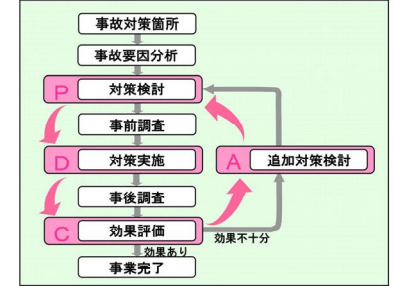 事故対策箇所
事故要因分析
P 対策検討
事前調査
D 対策実施
A 追加対策検討
事後調査
C 効果評価
効果あり
効果不十分
事業完了